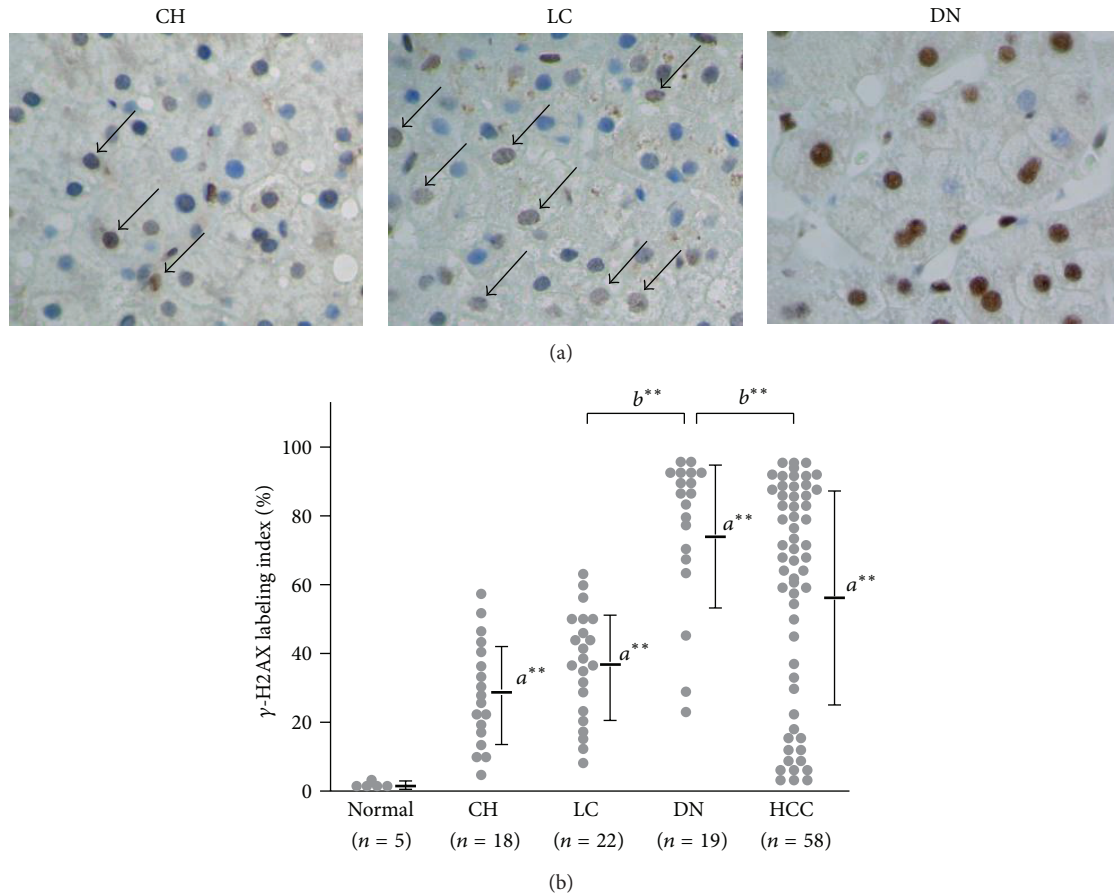 CH LC DN
(a)
b** b**
γ-H2AX labeling index (%)
100
80
60
40
20
0
a** a** a** a**
Normal CH LC DN HCC
(n = 5) (n = 18) (n = 22) (n = 19) (n = 58)
(b)